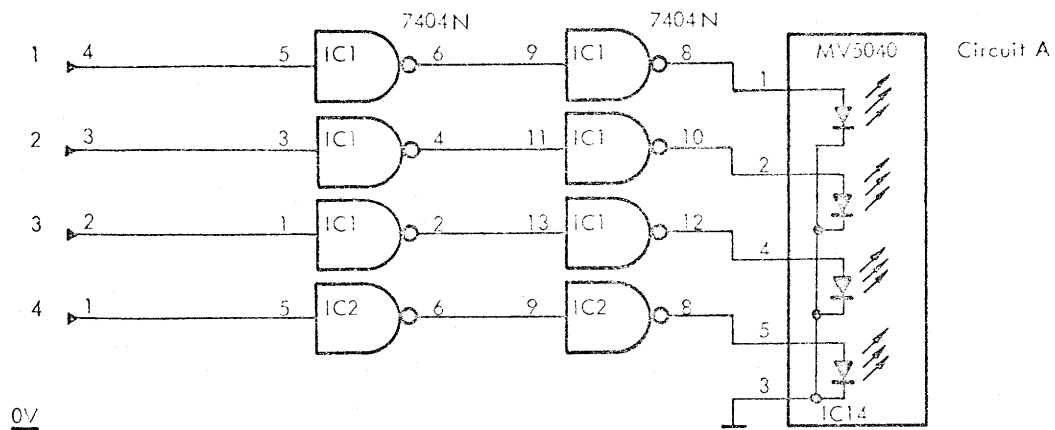 7404N 7404N
MV5040 Circuit A
1 4 5 IC1 6 9 IC1 8 1
2 3 3 IC1 4 11 IC1 10 2
3 2 1 IC1 2 13 IC1 12 4
4 1 5 IC2 6 9 IC2 8 5
3
0V IC14